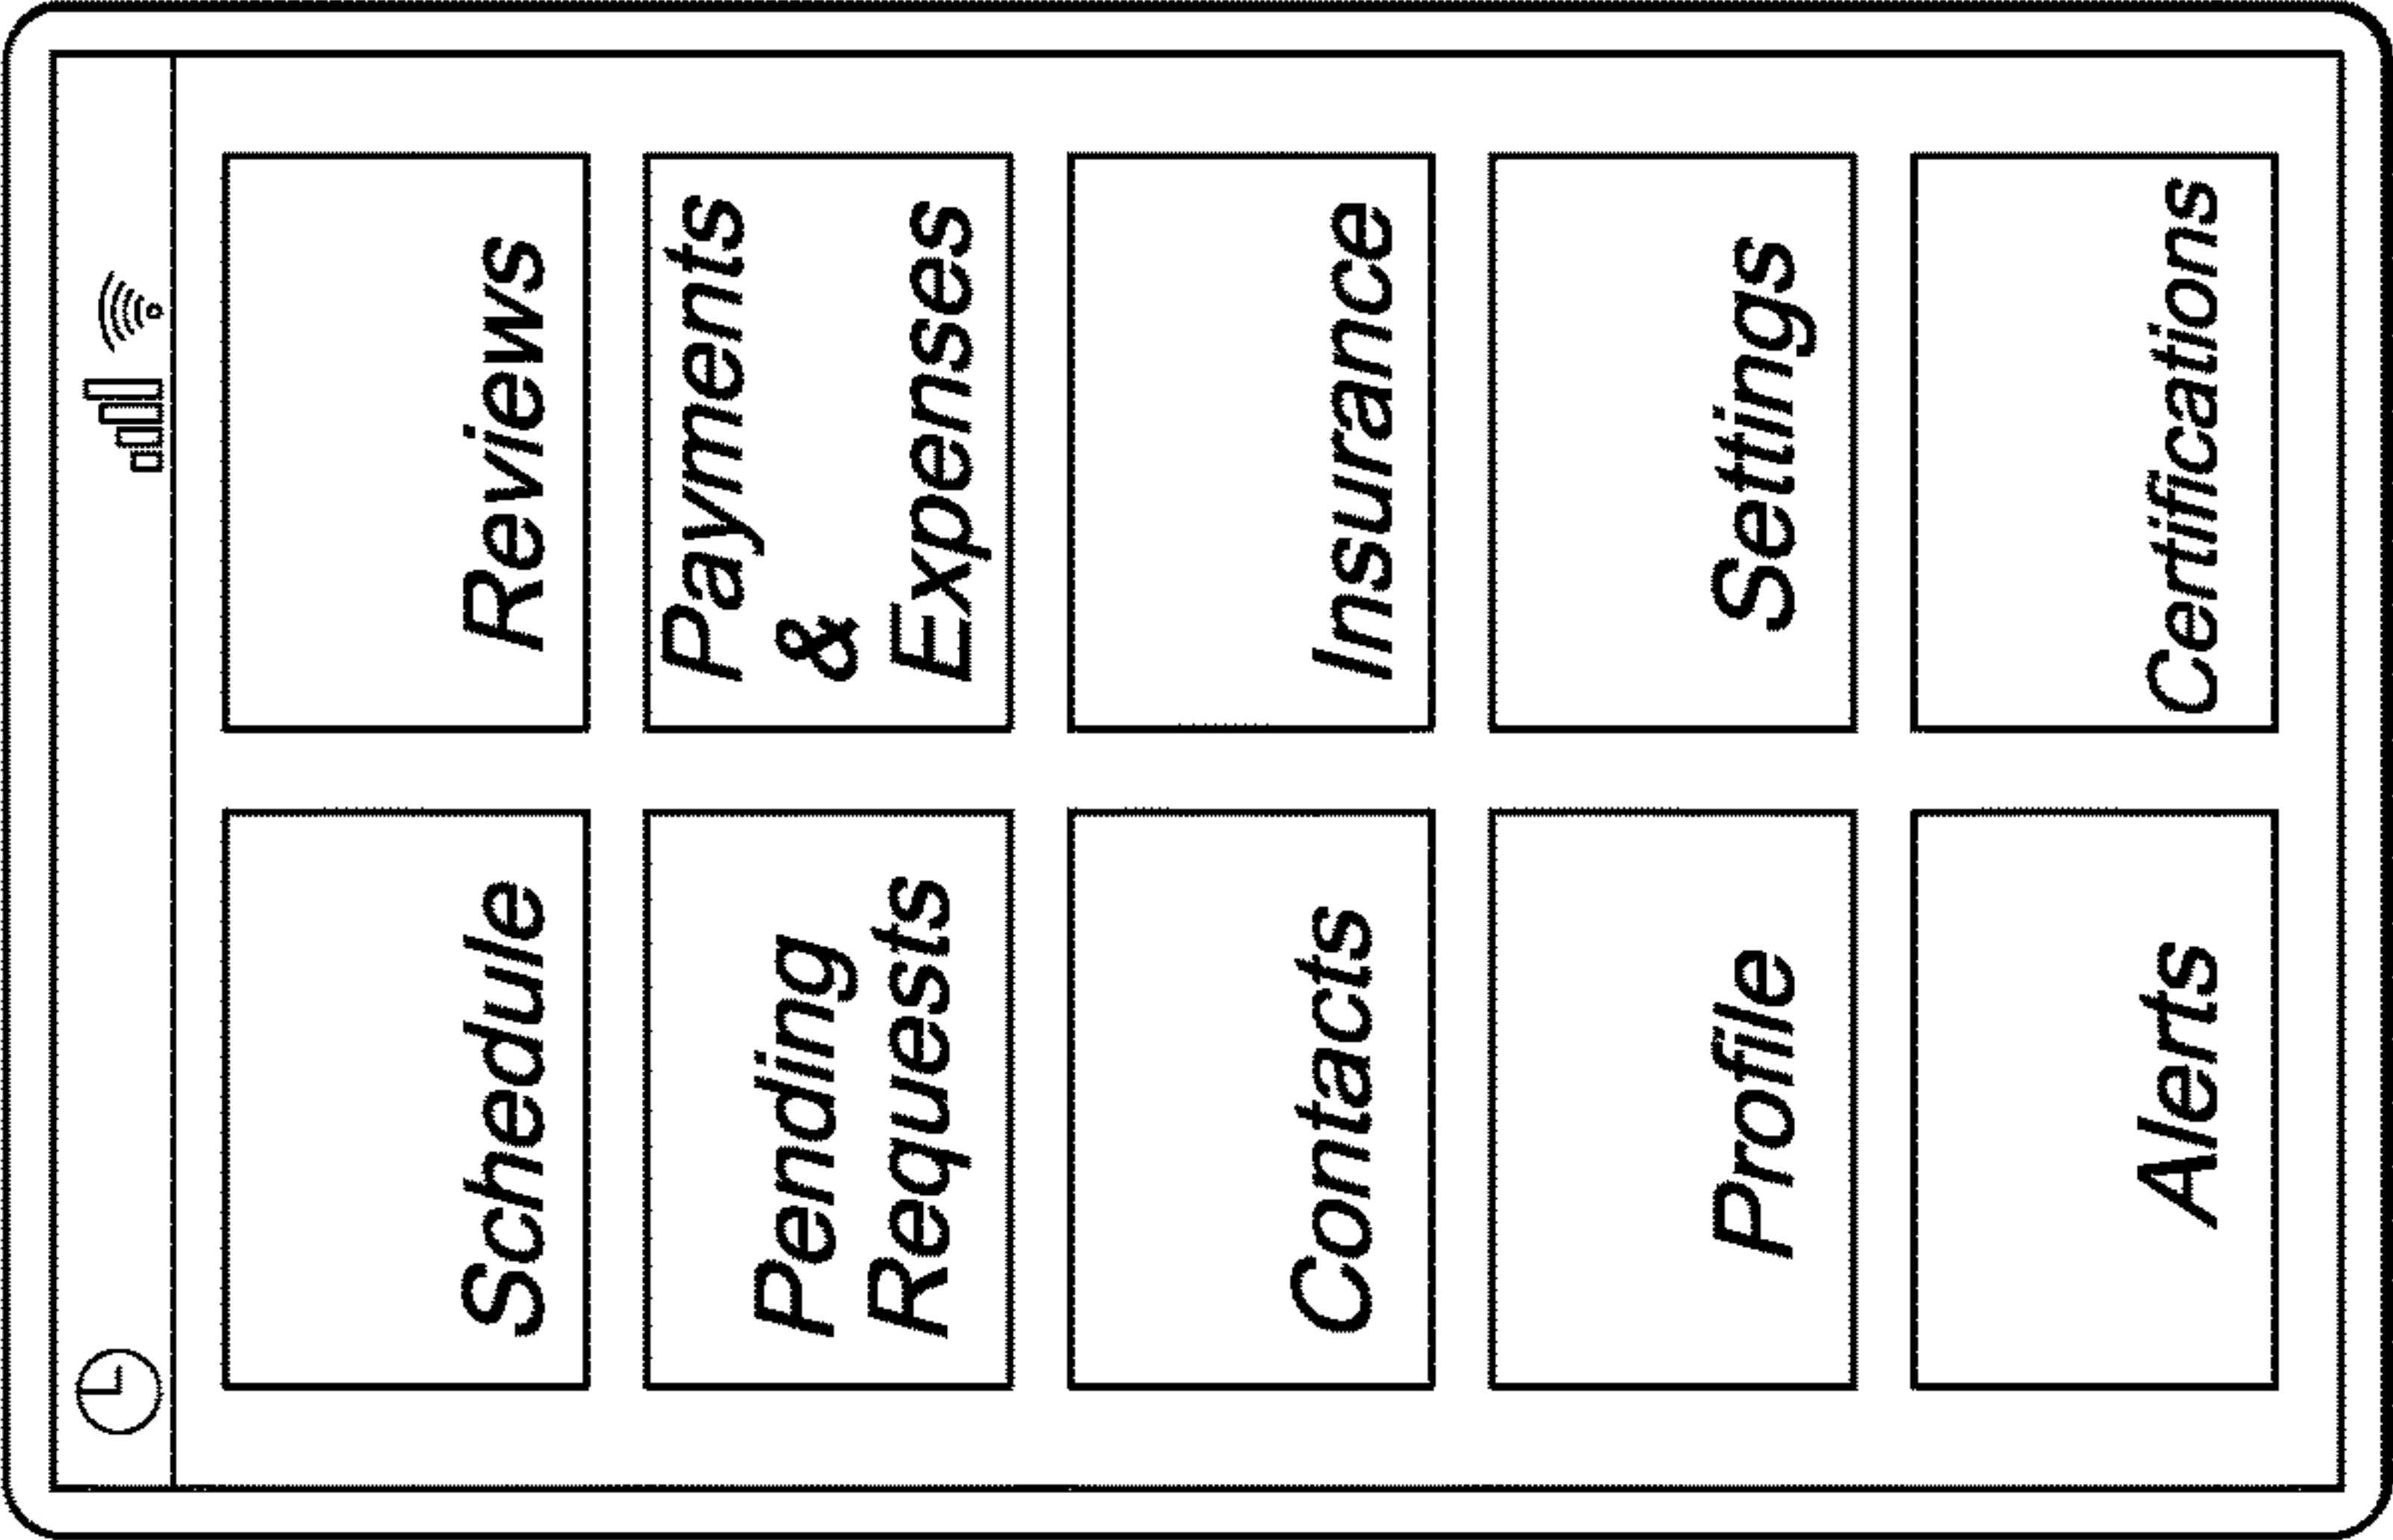 Schedule
Reviews
Pending
Requests
Payments
&
Expenses
Contacts
Insurance
Profile
Settings
Alerts
Certifications